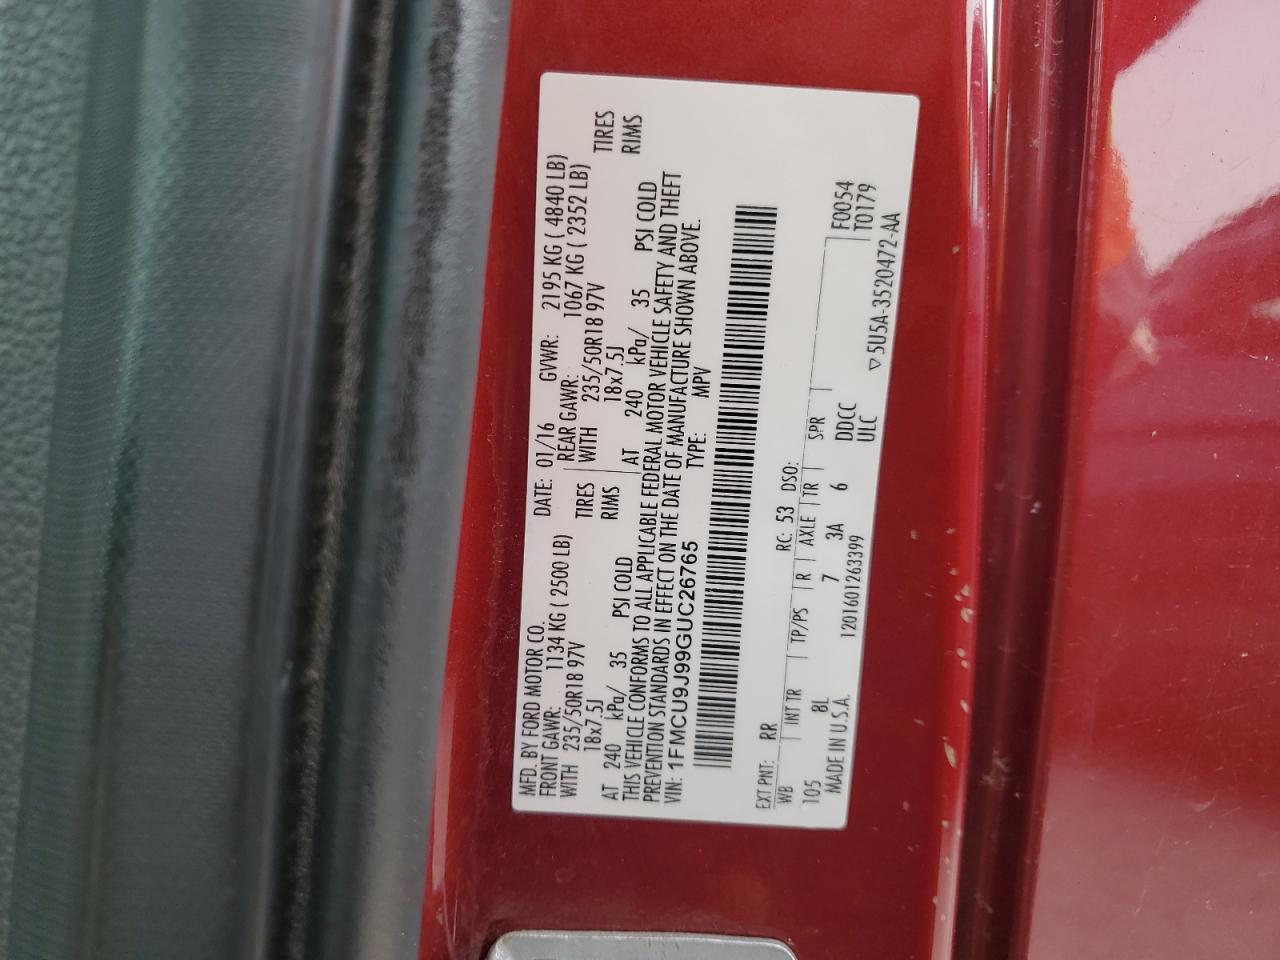 MFD. BY FORD MOTOR CO.
DATE: 01/16 GVWR: 2195 KG ( 4840 LB)
FRONT GAWR: 1134 KG ( 2500 LB)
REAR GAWR: 1067 KG ( 2352 LB)
WITH 235/50R18 97V TIRES
WITH 235/50R18 97V TIRES
18x7.5J RIMS
18x7.5J RIMS
AT 240 kPa/ 35 PSI COLD
AT 240 kPa/ 35 PSI COLD
THIS VEHICLE CONFORMS TO ALL APPLICABLE FEDERAL MOTOR VEHICLE SAFETY AND THEFT
PREVENTION STANDARDS IN EFFECT ON THE DATE OF MANUFACTURE SHOWN ABOVE.
VIN: 1FMCU9J99GUC26765 TYPE: MPV
EXT PNT: RR RC: 53 DSO:
WB INT TR TP/PS R AXLE TR SPR F0054
105 8L 7 3A 6 DDCC T0179
MADE IN U.S.A. 1201601263399 ULC
▽5U5A-3520472-AA